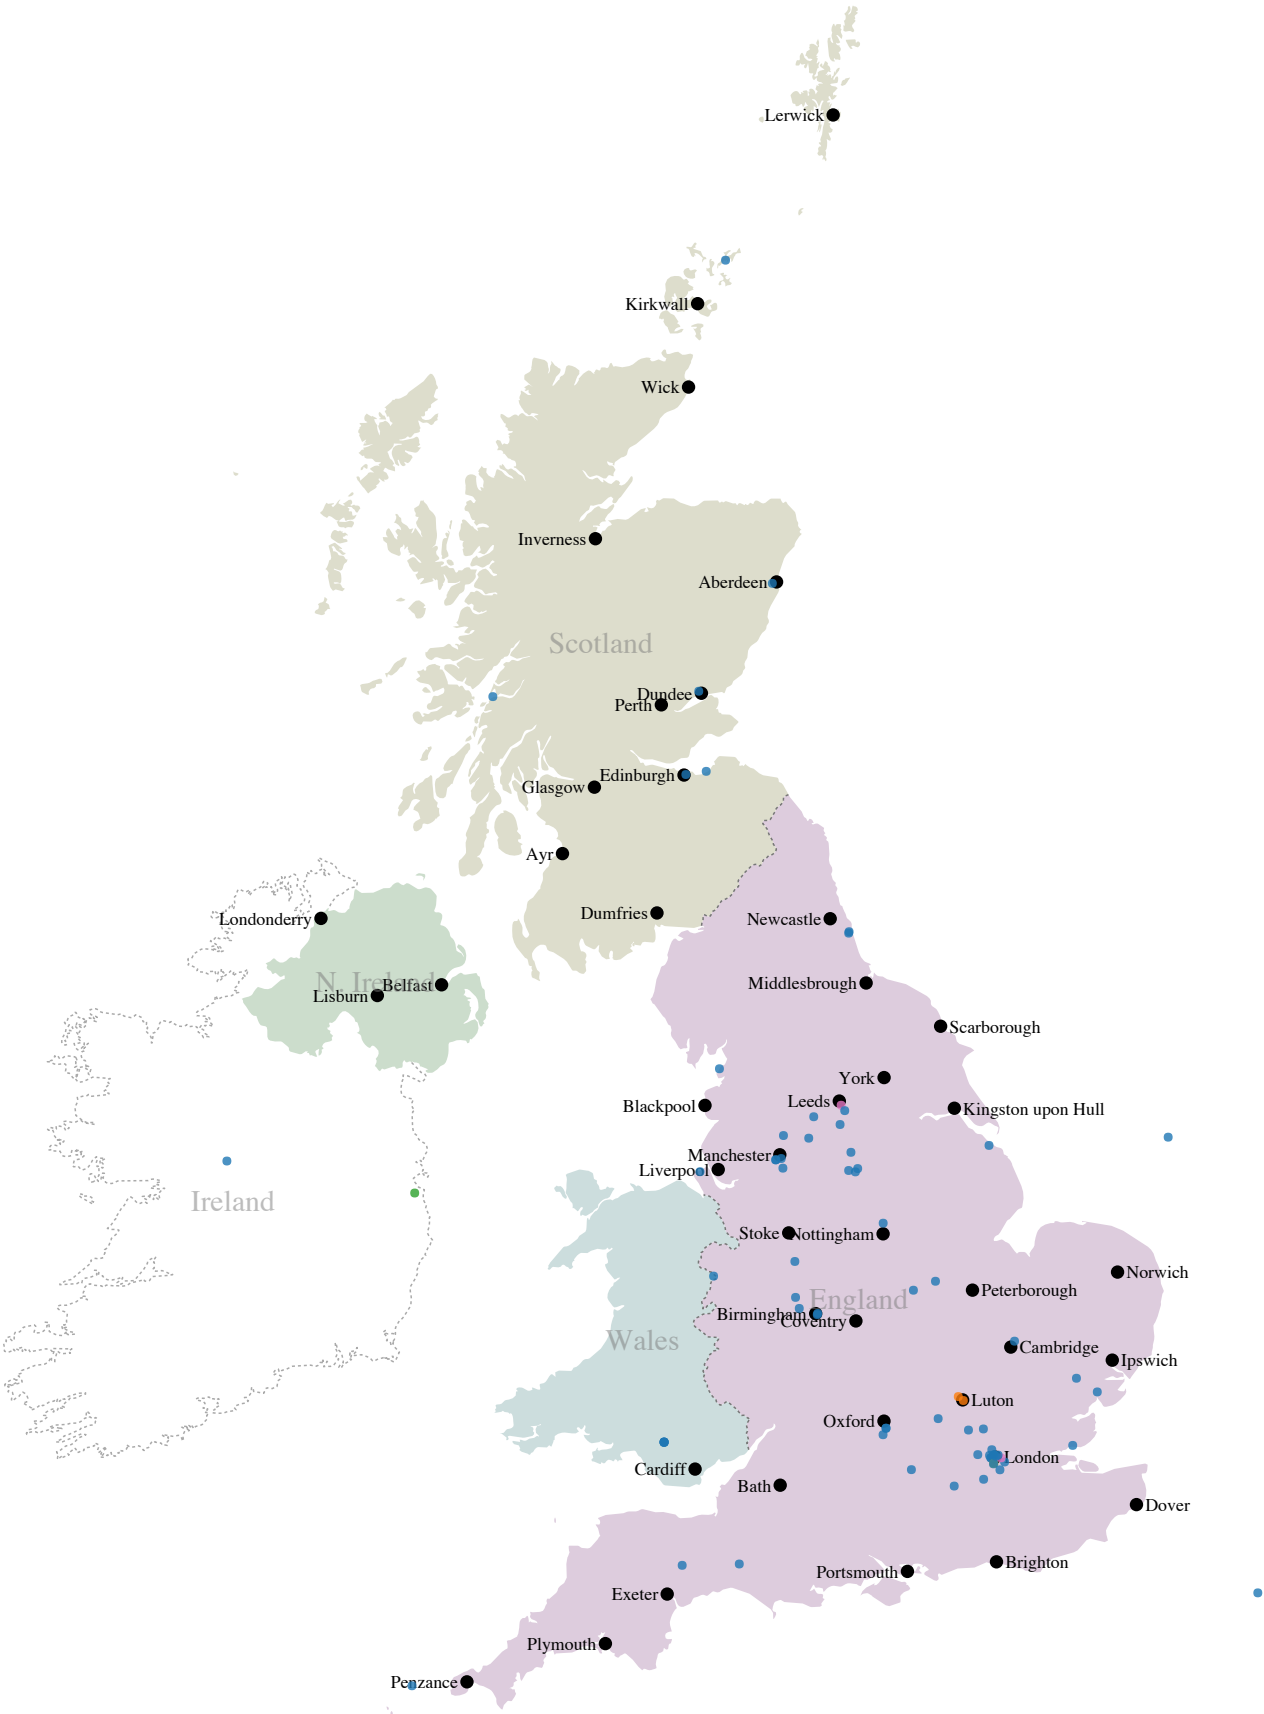 Lerwick
Kirkwall
Wick
Inverness
Aberdeen
Scotland
Dundee
Perth
Edinburgh
Glasgow
Ayr
Dumfries
Londonderry
Newcastle
N. Ireland
Belfast
Lisburn
Middlesbrough
Scarborough
York
Leeds
Blackpool
Kingston upon Hull
Manchester
Liverpool
Ireland
Stoke
Nottingham
Norwich
Peterborough
England
Birmingham
Coventry
Wales
Cambridge
Ipswich
Luton
Oxford
London
Cardiff
Bath
Dover
Brighton
Portsmouth
Exeter
Plymouth
Penzance